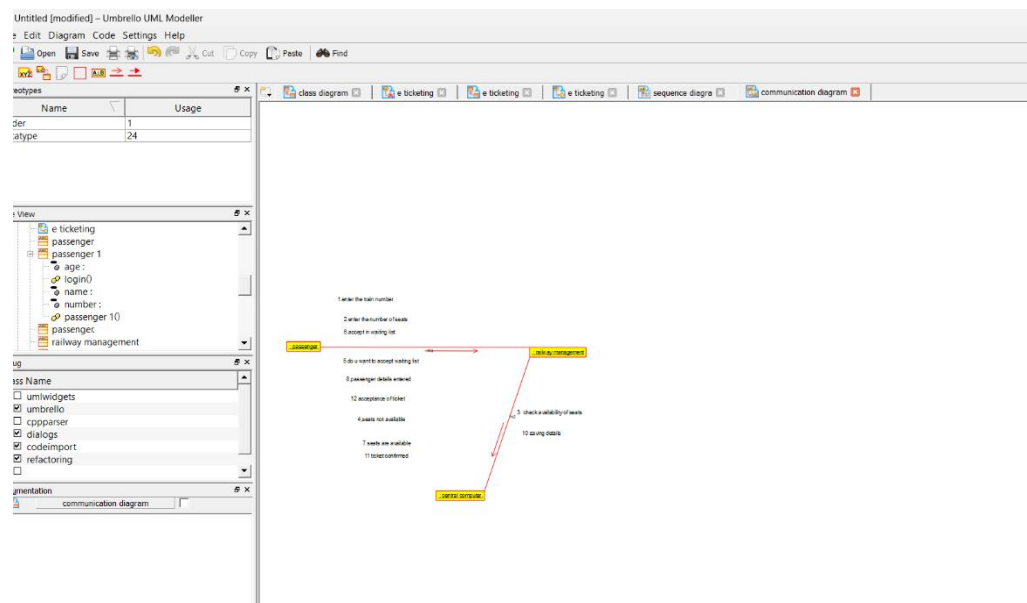 Untitled [modified] – Umbrello UML Modeller
Edit Diagram Code Settings Help
Open Save Cut Copy Paste Find
XYZ A:B
eotypes
Name Usage
der 1
atype 24
class diagram e ticketing e ticketing e ticketing sequence diagra communication diagram
View
e ticketing
passenger
passenger 1
age :
login()
name :
number :
passenger 1()
passenger.
railway management
ug
ass Name
umlwidgets
umbrello
cppparser
dialogs
codeimport
refactoring
umentation
communication diagram
1.enter the train number
2.enter the number of seats
6.accept in waiting list
...passenger
...railway management
5.do u want to accept waiting list
8.passenger details entered
12 acceptance of ticket
4.seats not available
3. check availability of seats
10 saving details
7 seats are available
11 ticket confirmed
...central computer